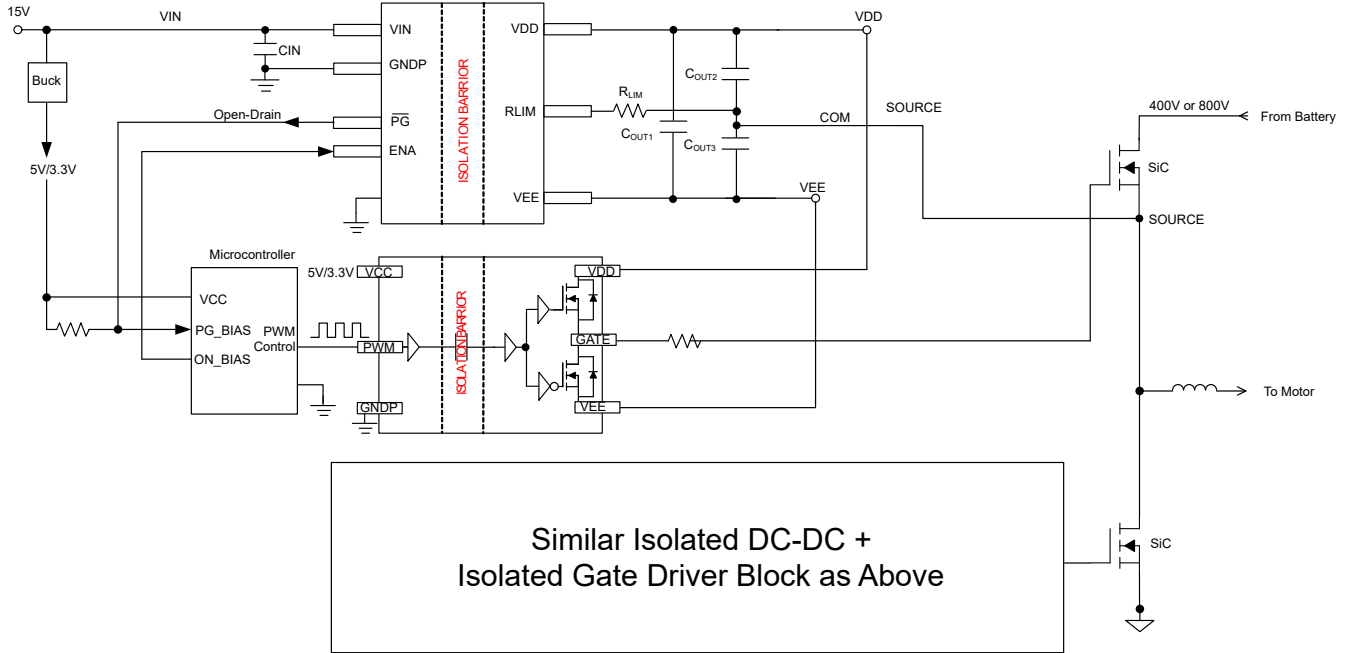 15V
VIN
VDD
VIN
CIN
VDD
Buck
GNDP
COUT2
ISOLATION BARRIER
RLIM
400V or 800V
Open-Drain
PG
RLIM
SOURCE
From Battery
COM
COUT1
COUT3
ENA
5V/3.3V
SiC
VEE
VEE
SOURCE
Microcontroller
5V/3.3V
VCC
VDD
VCC
ISOLATION BARRIER
PG_BIAS
PWM
Control
PWM
GATE
ON_BIAS
To Motor
GNDP
VEE
Similar Isolated DC-DC +
Isolated Gate Driver Block as Above
SiC